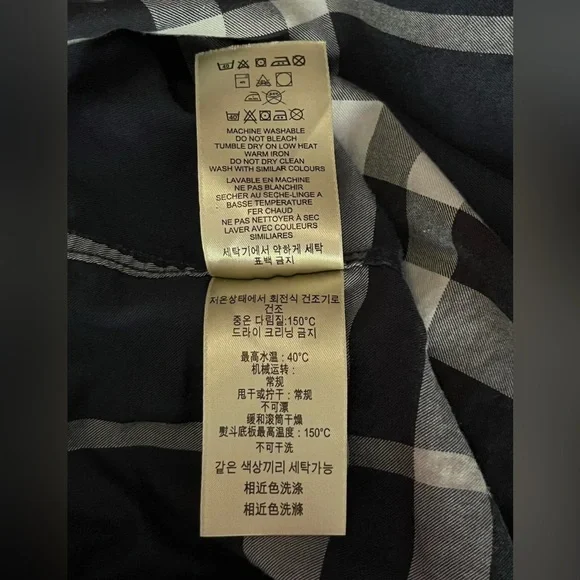 MACHINE WASHABLE
DO NOT BLEACH
TUMBLE DRY ON LOW HEAT
WARM IRON
DO NOT DRY CLEAN
WASH WITH SIMILAR COLOURS
LAVABLE EN MACHINE
NE PAS BLANCHIR
SECHER AU SECHE-LINGE A
BASSE TEMPERATURE
FER CHAUD
NE PAS NETTOYER A SEC
LAVER AVEC COULEURS
SIMILIARES
세탁기에서 약하게 세탁
표백 금지
저온상태에서 회전식 건조기로
건조
중온 다림질:150°C
드라이 크리닝 금지
最高水温：40°C
机械运转：
常规
甩干或拧干：常规
不可漂
缓和滚筒干燥
熨斗底板最高温度：150°C
不可干洗
같은 색상끼리 세탁가능
相近色洗涤
相近色洗滌